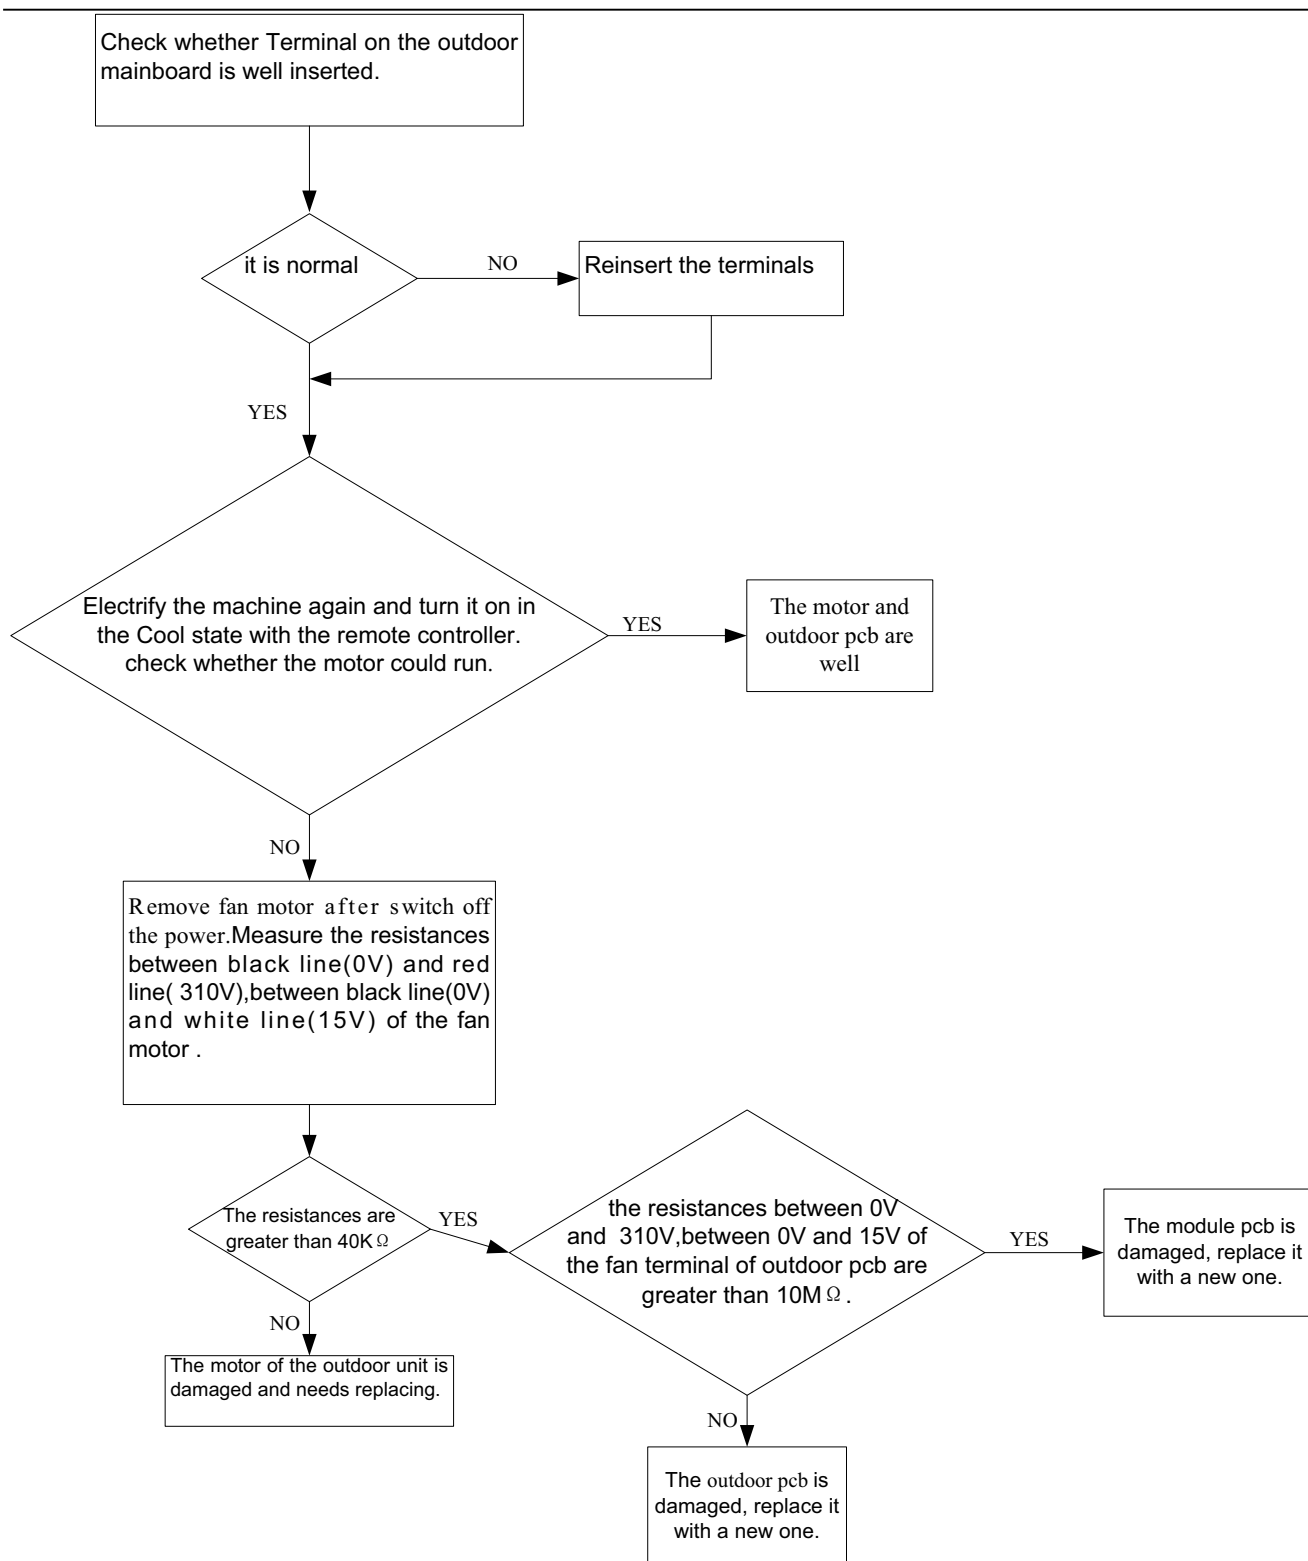 Check whether Terminal on the outdoor
mainboard is well inserted.
it is normal
NO
Reinsert the terminals
YES
Electrify the machine again and turn it on in
the Cool state with the remote controller.
check whether the motor could run.
YES
The motor and
outdoor pcb are
well
NO
Remove fan motor after switch off
the power.Measure the resistances
between black line(0V) and red
line( 310V),between black line(0V)
and white line(15V) of the fan
motor .
The resistances are
greater than 40KΩ
YES
the resistances between 0V
and 310V,between 0V and 15V of
the fan terminal of outdoor pcb are
greater than 10MΩ.
YES
The module pcb is
damaged, replace it
with a new one.
NO
The motor of the outdoor unit is
damaged and needs replacing.
NO
The outdoor pcb is
damaged, replace it
with a new one.